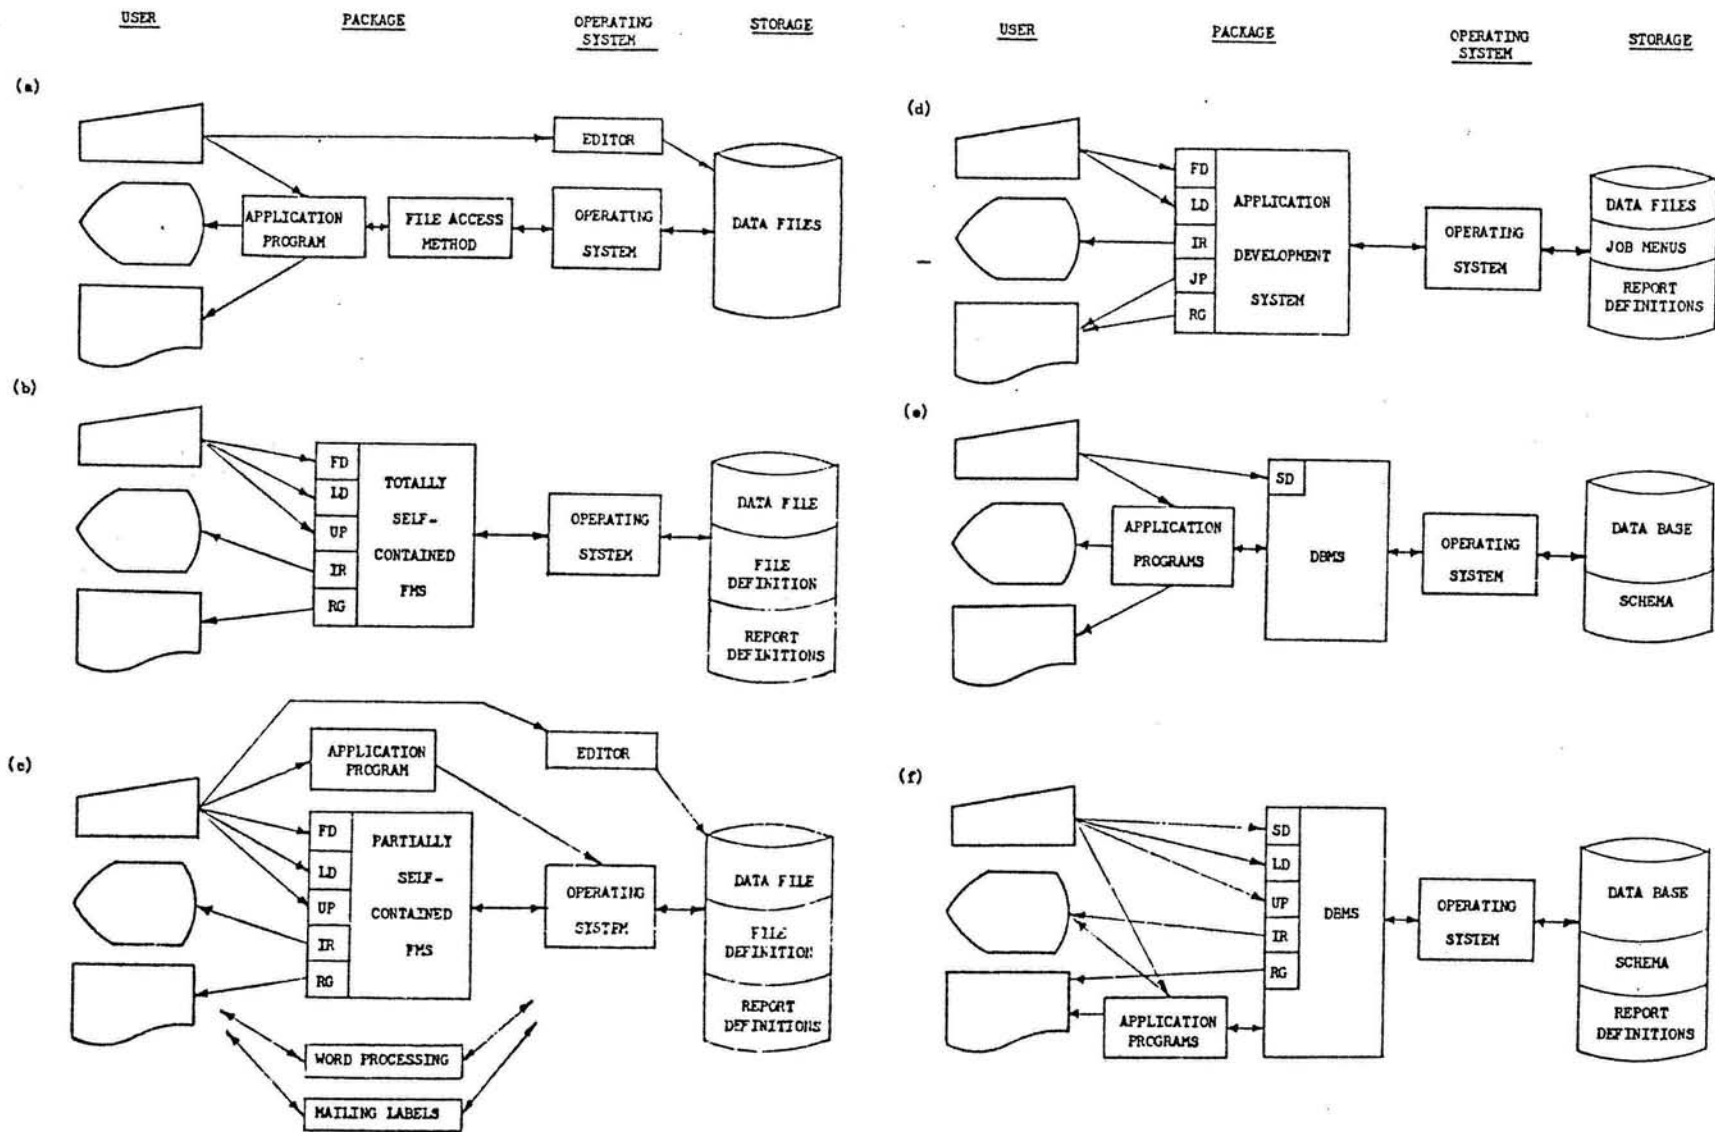 USER
PACKAGE
OPERATING
SYSTEM
STORAGE
(a)
EDITOR
APPLICATION
PROGRAM
FILE ACCESS
METHOD
OPERATING
SYSTEM
DATA FILES
(b)
FD
LD
UP
IR
RG
TOTALLY
SELF-
CONTAINED
FMS
OPERATING
SYSTEM
DATA FILE
FILE
DEFINITION
REPORT
DEFINITIONS
(c)
APPLICATION
PROGRAM
EDITOR
FD
LD
UP
IR
RG
PARTIALLY
SELF-
CONTAINED
FMS
OPERATING
SYSTEM
DATA FILE
FILE
DEFINITION
REPORT
DEFINITIONS
WORD PROCESSING
MAILING LABELS
USER
PACKAGE
OPERATING
SYSTEM
STORAGE
(d)
FD
LD
IR
JP
RG
APPLICATION
DEVELOPMENT
SYSTEM
OPERATING
SYSTEM
DATA FILES
JOB MENUS
REPORT
DEFINITIONS
(e)
SD
APPLICATION
PROGRAMS
DBMS
OPERATING
SYSTEM
DATA BASE
SCHEMA
(f)
SD
LD
UP
IR
RG
DBMS
APPLICATION
PROGRAMS
OPERATING
SYSTEM
DATA BASE
SCHEMA
REPORT
DEFINITIONS